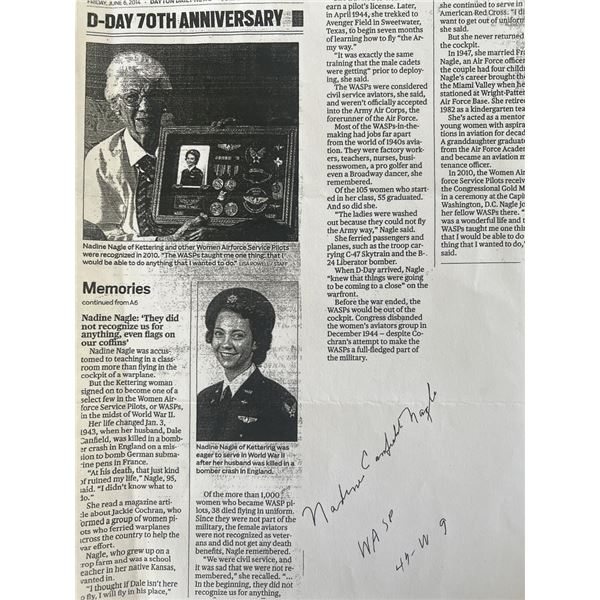 FRIDAY, JUNE 6, 2014 • DAYTON DAILY NEWS
D-DAY 70TH ANNIVERSARY
Nadine Nagle of Kettering and other Women Airforce Service Pilots
were recognized in 2010. "The WASPs taught me one thing: that I
would be able to do anything that I wanted to do." LISA POWELL / STAFF
Memories
continued from A6
Nadine Nagle: 'They did
not recognize us for
anything, even flags on
our coffins'
Nadine Nagle was accus-
tomed to teaching in a class-
room more than flying in the
cockpit of a warplane.
But the Kettering woman
signed on to become one of a
select few in the Women Air-
force Service Pilots, or WASPs,
in the midst of World War II.
Her life changed Jan. 3,
1943, when her husband, Dale
Canfield, was killed in a bomb-
er crash in England on a mis-
sion to bomb German subma-
rine pens in France.
"At his death, that just kind
of ruined my life," Nagle, 95,
said. "I didn't know what to
do."
She read a magazine arti-
cle about Jackie Cochran, who
formed a group of women pi-
lots who ferried warplanes
across the country to help the
war effort.
Nagle, who grew up on a
crop farm and was a school
teacher in her native Kansas,
wanted in.
"I thought if Dale isn't here
to fly, I will fly in his place,"
Nadine Nagle of Kettering was
eager to serve in World War II
after her husband was killed in a
bomber crash in England.
Of the more than 1,000
women who became WASP pi-
lots, 38 died flying in uniform.
Since they were not part of
the military, the female aviators
were not recognized as veter-
ans and did not get any death
benefits, Nagle remembered.
"We were civil service, and
it was sad that we were not re-
membered," she recalled. "...
In the beginning, they did not
recognize us for anything,
earn a pilot's license. Later,
in April 1944, she trekked to
Avenger Field in Sweetwater,
Texas, to begin seven months
of learning how to fly "the Ar-
my way."
"It was exactly the same
training that the male cadets
were getting" prior to deploy-
ing, she said.
The WASPs were considered
civil service aviators, she said,
and weren't officially accepted
into the Army Air Corps, the
forerunner of the Air Force.
Most of the WASPs-in-the-
making had jobs far apart
from the world of 1940s avia-
tion. They were factory work-
ers, teachers, nurses, busi-
nesswomen, a pro golfer and
even a Broadway dancer, she
remembered.
Of the 105 women who start-
ed in her class, 55 graduated.
And so did she.
"The ladies were washed
out because they could not fly
the Army way," Nagle said.
She ferried passengers and
planes, such as the troop car-
rying C-47 Skytrain and the B-
24 Liberator bomber.
When D-Day arrived, Nagle
"knew that things were going
to be coming to a close" on the
warfront.
Before the war ended, the
WASPs would be out of the
cockpit. Congress disbanded
the women's aviators group in
December 1944 – despite Co-
chran's attempt to make the
WASPs a full-fledged part of
the military.
she continued to serve in
American Red Cross. "I did
want to get out of uniform
she said.
But she never returned
the cockpit.
In 1947, she married Fr
Nagle, an Air Force officer
the couple had four childr
Nagle's career brought th
the Miami Valley when he
stationed at Wright-Patter
Air Force Base. She retired
1982 as a kindergarten tea
She's acted as a mentor
young women with aspira
tions in aviation for decad
A granddaughter graduat
from the Air Force Acader
and became an aviation m
tenance officer.
In 2010, the Women Air
force Service Pilots receiv
the Congressional Gold M
in a ceremony at the Capit
Washington, D.C. Nagle jo
her fellow WASPs there. "
was a wonderful life and t
WASPs taught me one thi
that I would be able to do
thing that I wanted to do,"
said.
Nadine Canfield Nagle
WASP
44-W 9